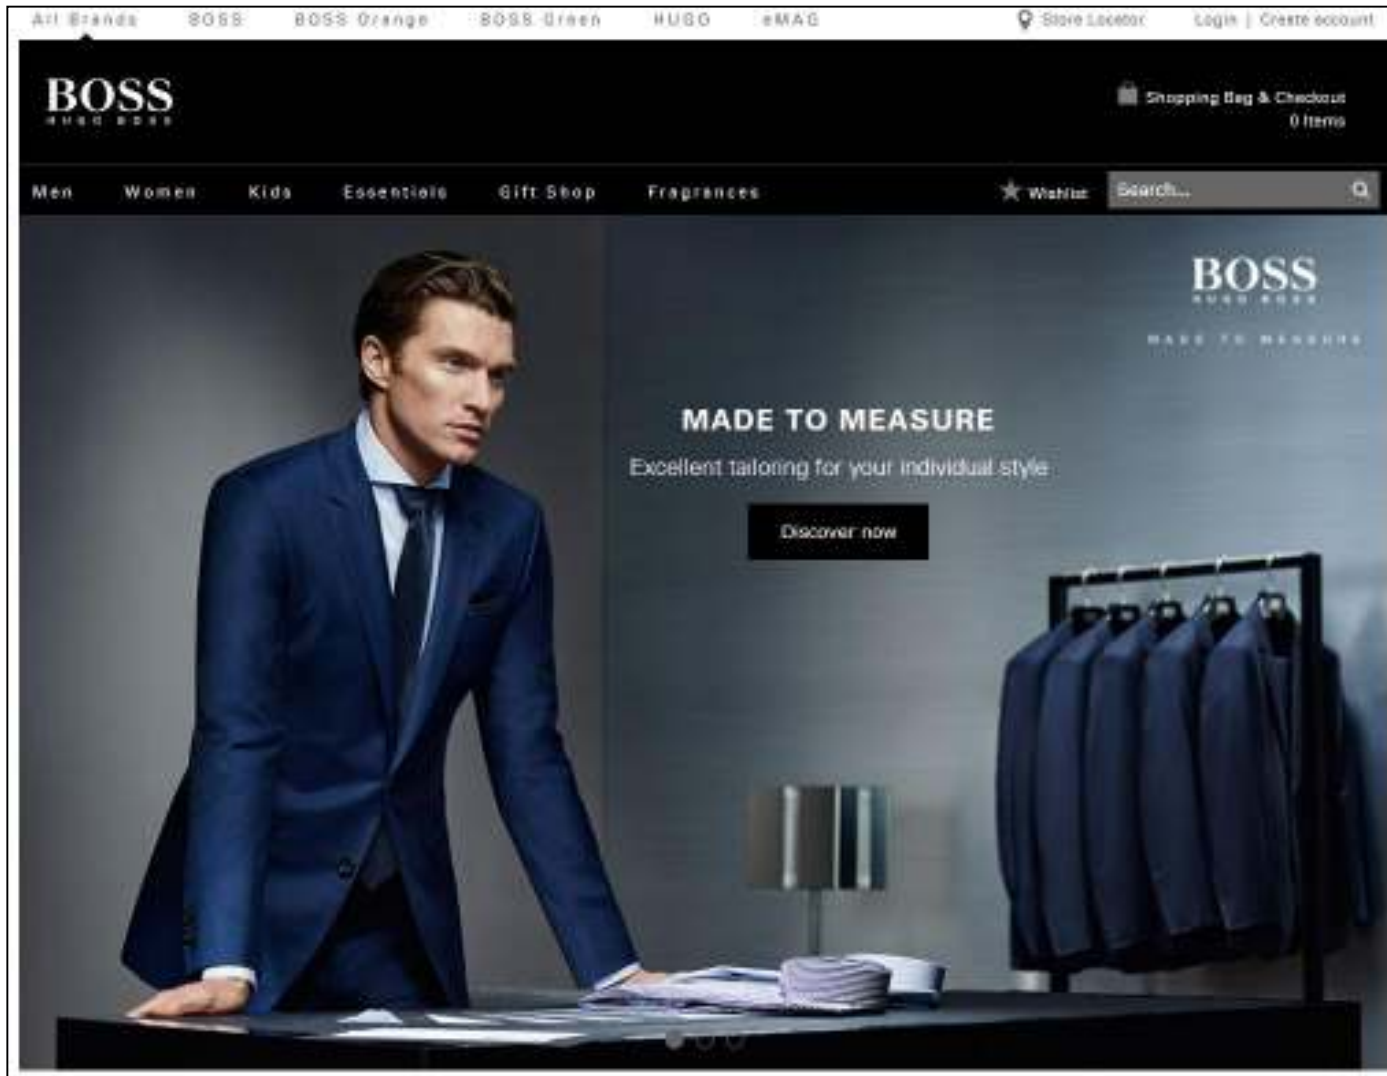 All Brands BOSS BOSS Orange BOSS Green HUGO eMAG Store Locator Login | Create account
BOSS
HUGO BOSS
Shopping Bag & Checkout
0 Items
Men Women Kids Essentials Gift Shop Fragrances Wishlist Search...
BOSS
HUGO BOSS
MADE TO MEASURE
MADE TO MEASURE
Excellent tailoring for your individual style
Discover now